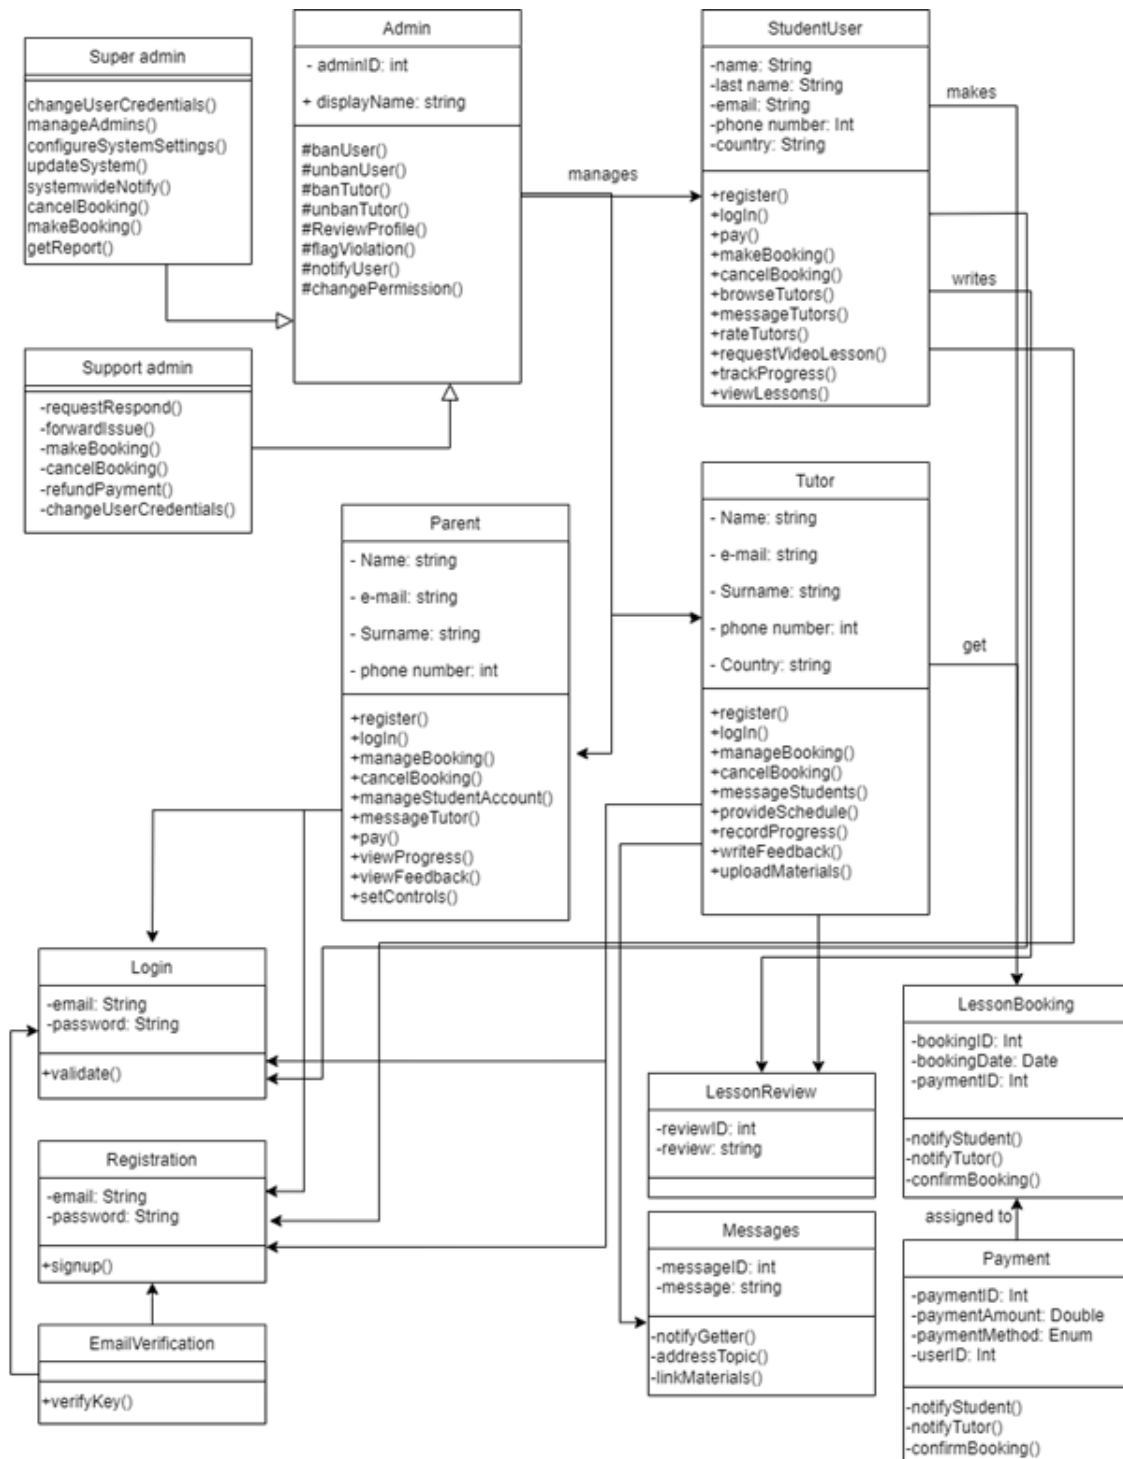 Super admin
changeUserCredentials()
manageAdmins()
configureSystemSettings()
updateSystem()
systemwideNotify()
cancelBooking()
makeBooking()
getReport()
Admin
- adminID: int
+ displayName: string
#banUser()
#unbanUser()
#banTutor()
#unbanTutor()
#ReviewProfile()
#flagViolation()
#notifyUser()
#changePermission()
manages
StudentUser
-name: String
-last name: String
-email: String
-phone number: Int
-country: String
+register()
+logIn()
+pay()
+makeBooking()
+cancelBooking()
+browseTutors()
+messageTutors()
+rateTutors()
+requestVideoLesson()
+trackProgress()
+viewLessons()
makes
writes
Support admin
-requestRespond()
-forwardIssue()
-makeBooking()
-cancelBooking()
-refundPayment()
-changeUserCredentials()
Parent
- Name: string
- e-mail: string
- Surname: string
- phone number: int
+register()
+logIn()
+manageBooking()
+cancelBooking()
+manageStudentAccount()
+messageTutor()
+pay()
+viewProgress()
+viewFeedback()
+setControls()
Tutor
- Name: string
- e-mail: string
- Surname: string
- phone number: int
- Country: string
+register()
+logIn()
+manageBooking()
+cancelBooking()
+messageStudents()
+provideSchedule()
+recordProgress()
+writeFeedback()
+uploadMaterials()
get
Login
-email: String
-password: String
+validate()
Registration
-email: String
-password: String
+signup()
EmailVerification
+verifyKey()
LessonReview
-reviewID: int
-review: string
Messages
-messageID: int
-message: string
-notifyGetter()
-addressTopic()
-linkMaterials()
LessonBooking
-bookingID: Int
-bookingDate: Date
-paymentID: Int
-notifyStudent()
-notifyTutor()
-confirmBooking()
assigned to
Payment
-paymentID: Int
-paymentAmount: Double
-paymentMethod: Enum
-userID: Int
-notifyStudent()
-notifyTutor()
-confirmBooking()